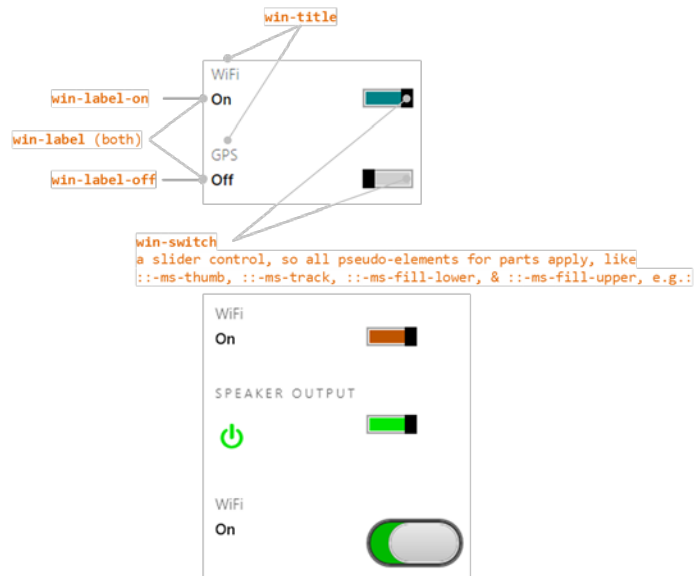 win-title
WiFi
win-label-on
On
win-label (both)
GPS
win-label-off
Off
win-switch
a slider control, so all pseudo-elements for parts apply, like
::-ms-thumb, ::-ms-track, ::-ms-fill-lower, & ::-ms-fill-upper, e.g.:
WiFi
On
SPEAKER OUTPUT
WiFi
On